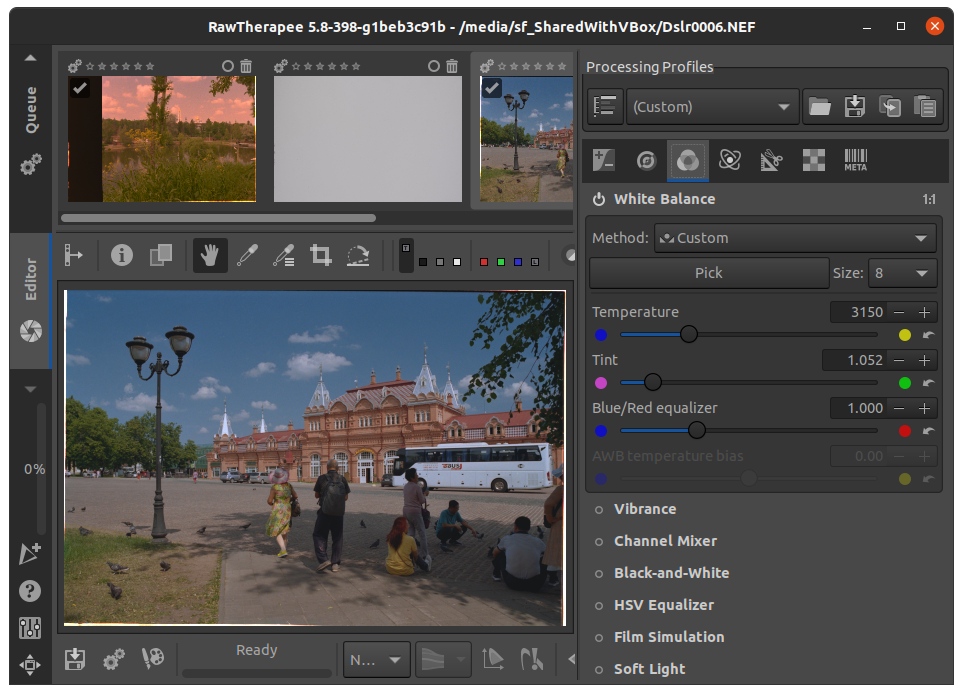 RawTherapee 5.8-398-g1beb3c91b - /media/sf_SharedWithVBox/Dslr0006.NEF
Queue
Editor
0%
Processing Profiles
(Custom)
META
White Balance
1:1
Method:
Custom
Pick
Size:
8
Temperature
3150
Tint
1.052
Blue/Red equalizer
1.000
AWB temperature bias
0.00
Vibrance
Channel Mixer
Black-and-White
HSV Equalizer
Film Simulation
Soft Light
Ready
N...